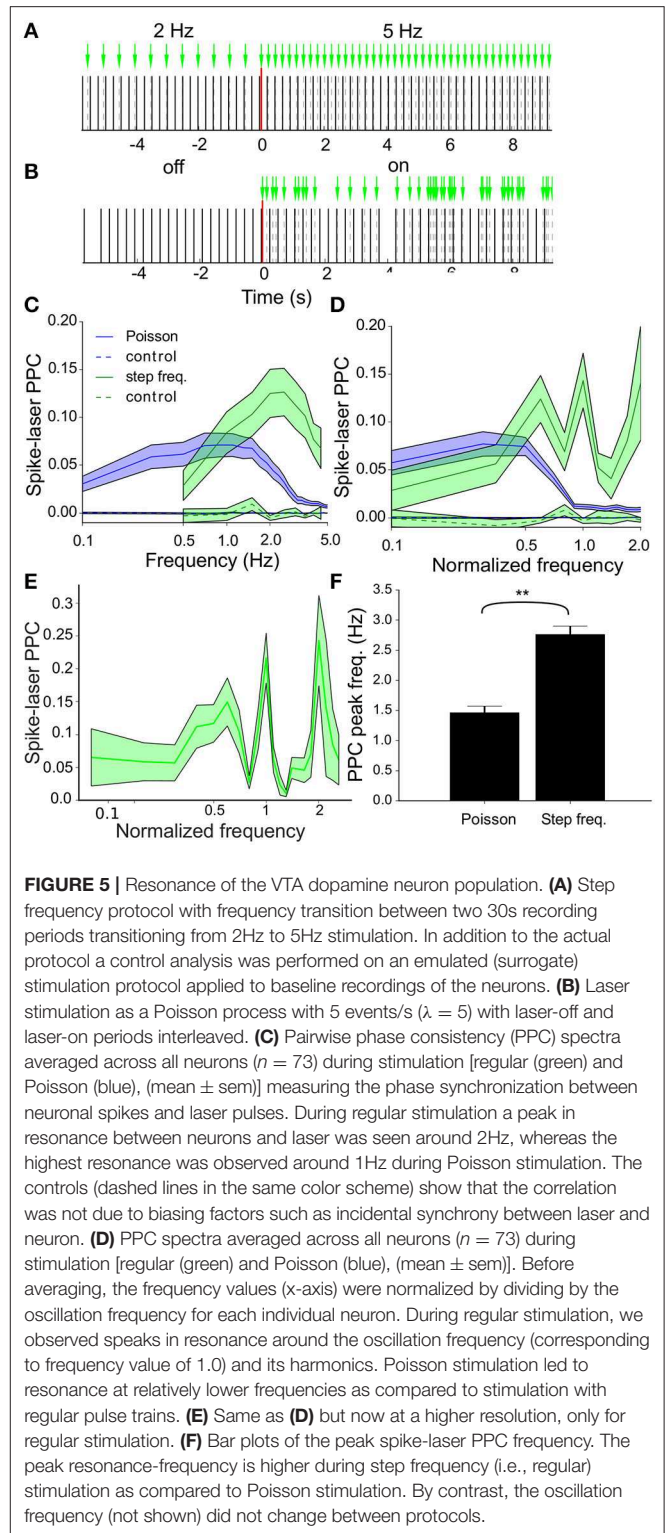 A
2 Hz
5 Hz
-4
-2
0
2
4
6
8
off
on
B
-4
-2
0
2
4
6
8
Time (s)
C
Spike-laser PPC
0.20
0.15
0.10
0.05
0.00
Poisson
control
step freq.
control
0.1
0.5
1.0
2.0
5.0
Frequency (Hz)
D
Spike-laser PPC
0.20
0.15
0.10
0.05
0.00
0.1
0.5
1.0
2.0
Normalized frequency
E
Spike-laser PPC
0.3
0.25
0.2
0.15
0.1
0.05
0.0
0.1
0.5
1
2
Normalized frequency
F
PPC peak freq. (Hz)
3.5
3.0
2.5
2.0
1.5
1.0
0.5
0.0
**
Poisson
Step freq.
FIGURE 5 | Resonance of the VTA dopamine neuron population. (A) Step
frequency protocol with frequency transition between two 30s recording
periods transitioning from 2Hz to 5Hz stimulation. In addition to the actual
protocol a control analysis was performed on an emulated (surrogate)
stimulation protocol applied to baseline recordings of the neurons. (B) Laser
stimulation as a Poisson process with 5 events/s (λ = 5) with laser-off and
laser-on periods interleaved. (C) Pairwise phase consistency (PPC) spectra
averaged across all neurons (n = 73) during stimulation [regular (green) and
Poisson (blue), (mean ± sem)] measuring the phase synchronization between
neuronal spikes and laser pulses. During regular stimulation a peak in
resonance between neurons and laser was seen around 2Hz, whereas the
highest resonance was observed around 1Hz during Poisson stimulation. The
controls (dashed lines in the same color scheme) show that the correlation
was not due to biasing factors such as incidental synchrony between laser and
neuron. (D) PPC spectra averaged across all neurons (n = 73) during
stimulation [regular (green) and Poisson (blue), (mean ± sem)]. Before
averaging, the frequency values (x-axis) were normalized by dividing by the
oscillation frequency for each individual neuron. During regular stimulation, we
observed speaks in resonance around the oscillation frequency (corresponding
to frequency value of 1.0) and its harmonics. Poisson stimulation led to
resonance at relatively lower frequencies as compared to stimulation with
regular pulse trains. (E) Same as (D) but now at a higher resolution, only for
regular stimulation. (F) Bar plots of the peak spike-laser PPC frequency. The
peak resonance-frequency is higher during step frequency (i.e., regular)
stimulation as compared to Poisson stimulation. By contrast, the oscillation
frequency (not shown) did not change between protocols.